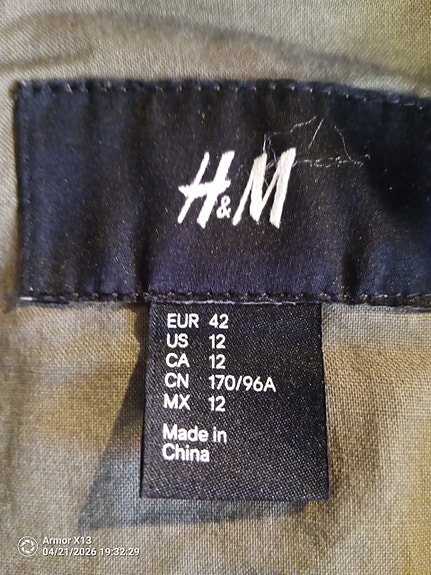 H&M
EUR 42
US 12
CA 12
CN 170/96A
MX 12
Made in
China
Armor X13
04/21/2026 19:32:29